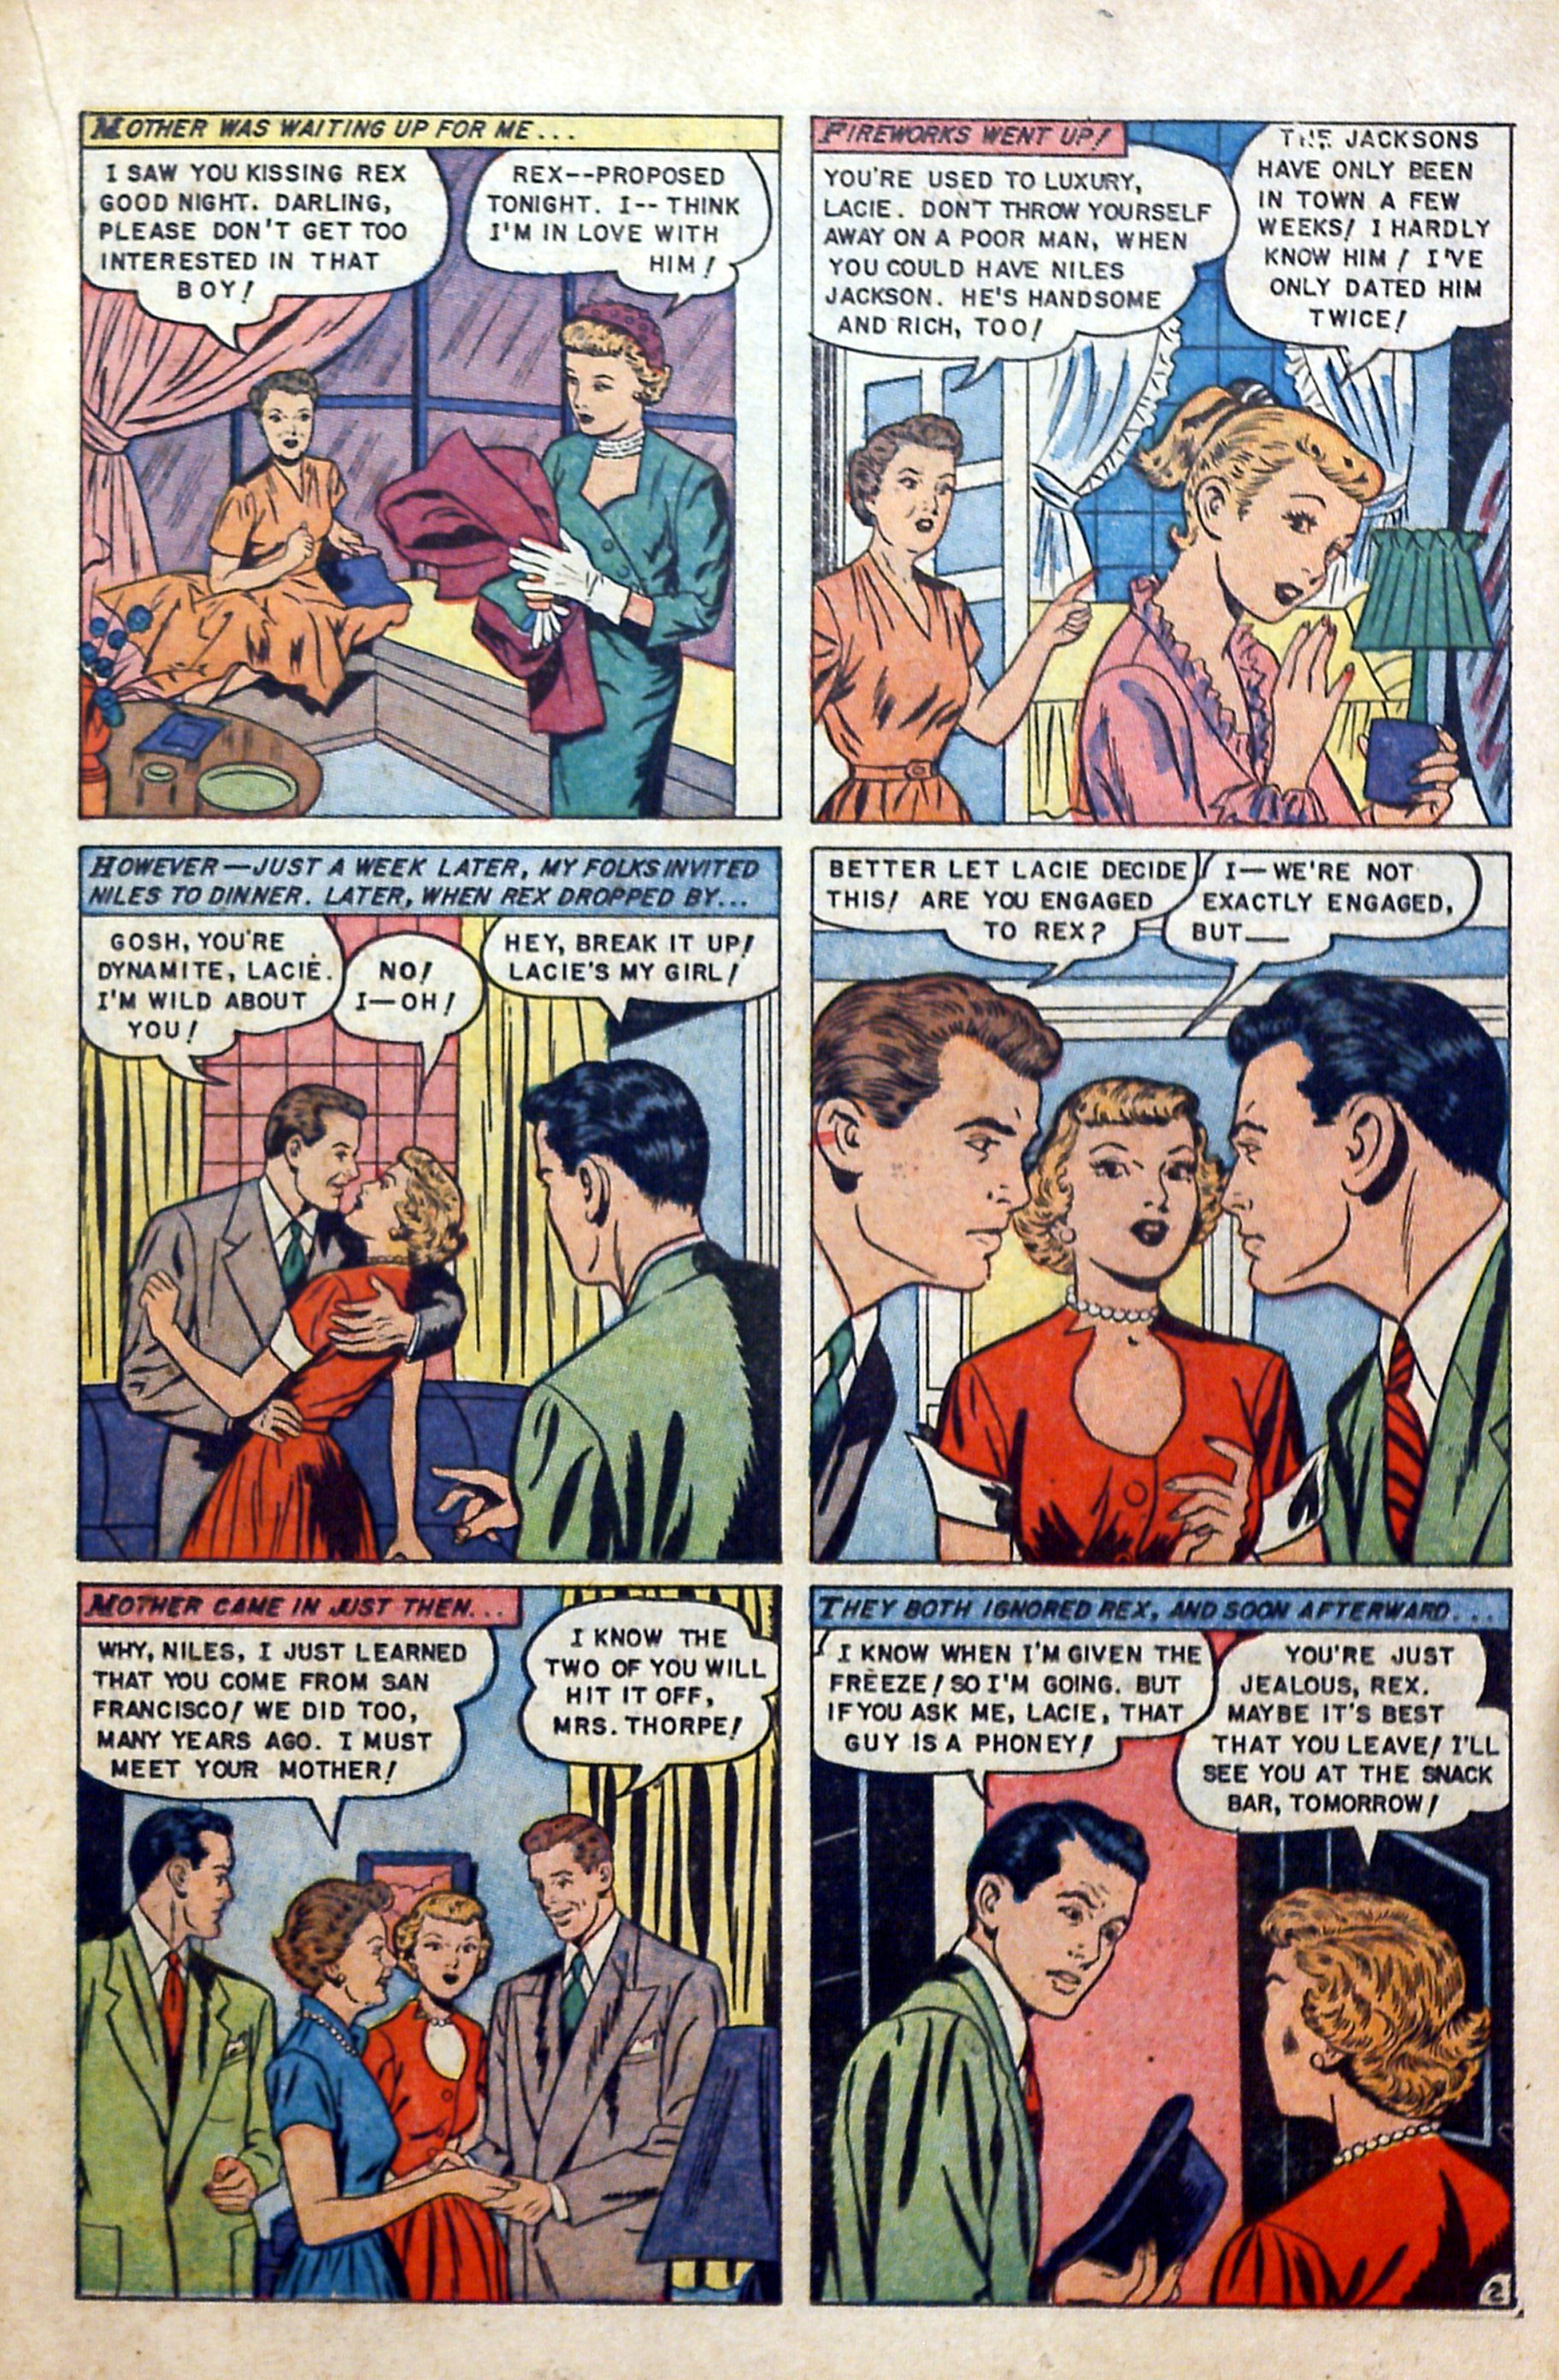 MOTHER WAS WAITING UP FOR ME...
I SAW YOU KISSING REX
GOOD NIGHT. DARLING,
PLEASE DON'T GET TOO
INTERESTED IN THAT
BOY!
REX--PROPOSED
TONIGHT. I-- THINK
I'M IN LOVE WITH
HIM!
FIREWORKS WENT UP!
YOU'RE USED TO LUXURY,
LACIE. DON'T THROW YOURSELF
AWAY ON A POOR MAN, WHEN
YOU COULD HAVE NILES
JACKSON. HE'S HANDSOME
AND RICH, TOO!
THE JACKSONS
HAVE ONLY BEEN
IN TOWN A FEW
WEEKS! I HARDLY
KNOW HIM! I'VE
ONLY DATED HIM
TWICE!
HOWEVER—JUST A WEEK LATER, MY FOLKS INVITED
NILES TO DINNER. LATER, WHEN REX DROPPED BY...
GOSH, YOU'RE
DYNAMITE, LACIE.
I'M WILD ABOUT
YOU!
NO!
I—OH!
HEY, BREAK IT UP!
LACIE'S MY GIRL!
BETTER LET LACIE DECIDE
THIS! ARE YOU ENGAGED
TO REX?
I—WE'RE NOT
EXACTLY ENGAGED,
BUT—
MOTHER CAME IN JUST THEN...
WHY, NILES, I JUST LEARNED
THAT YOU COME FROM SAN
FRANCISCO! WE DID TOO,
MANY YEARS AGO. I MUST
MEET YOUR MOTHER!
I KNOW THE
TWO OF YOU WILL
HIT IT OFF,
MRS. THORPE!
THEY BOTH IGNORED REX, AND SOON AFTERWARD...
I KNOW WHEN I'M GIVEN THE
FREEZE! SO I'M GOING. BUT
IF YOU ASK ME, LACIE, THAT
GUY IS A PHONEY!
YOU'RE JUST
JEALOUS, REX.
MAYBE IT'S BEST
THAT YOU LEAVE! I'LL
SEE YOU AT THE SNACK
BAR, TOMORROW!
2